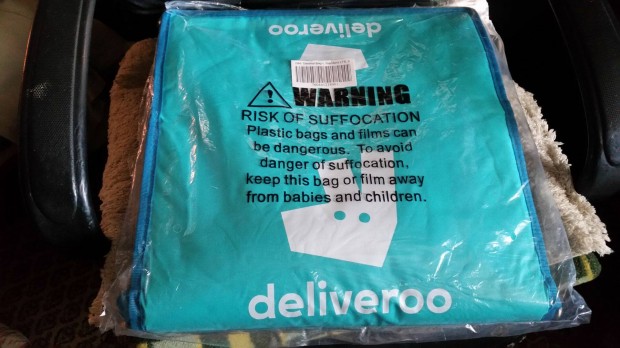 deliveroo
WARNING
RISK OF SUFFOCATION
Plastic bags and films can
be dangerous. To avoid
danger of suffocation,
keep this bag or film away
from babies and children.
deliveroo